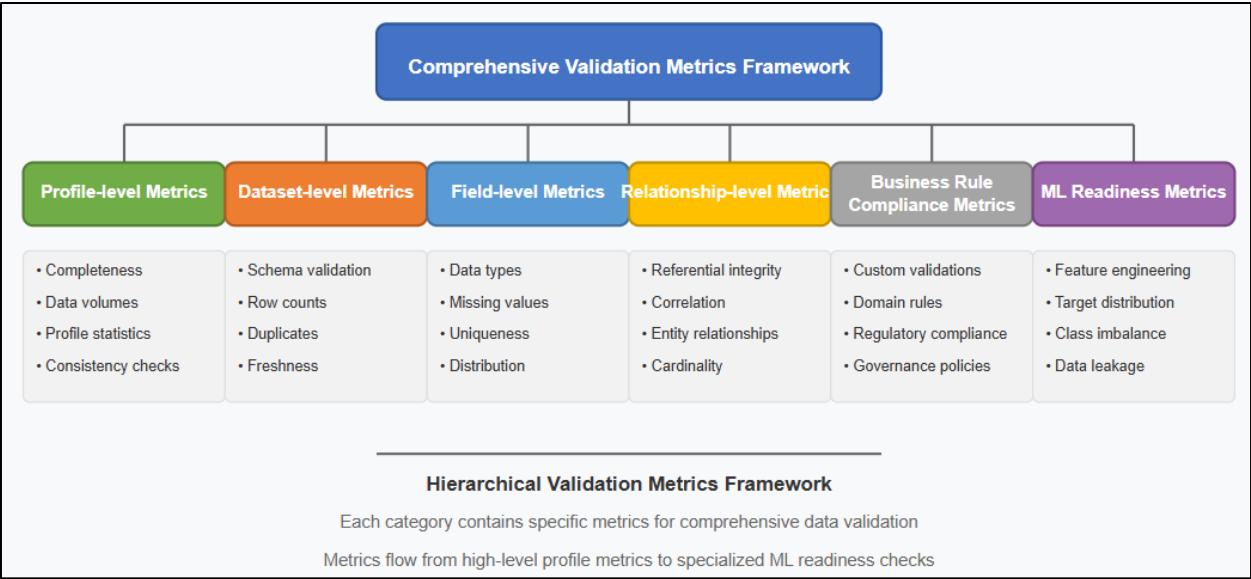 Comprehensive Validation Metrics Framework
Profile-level Metrics
Dataset-level Metrics
Field-level Metrics
Relationship-level Metric
Business Rule
Compliance Metrics
ML Readiness Metrics
• Completeness
• Data volumes
• Profile statistics
• Consistency checks
• Schema validation
• Row counts
• Duplicates
• Freshness
• Data types
• Missing values
• Uniqueness
• Distribution
• Referential integrity
• Correlation
• Entity relationships
• Cardinality
• Custom validations
• Domain rules
• Regulatory compliance
• Governance policies
• Feature engineering
• Target distribution
• Class imbalance
• Data leakage
Hierarchical Validation Metrics Framework
Each category contains specific metrics for comprehensive data validation
Metrics flow from high-level profile metrics to specialized ML readiness checks